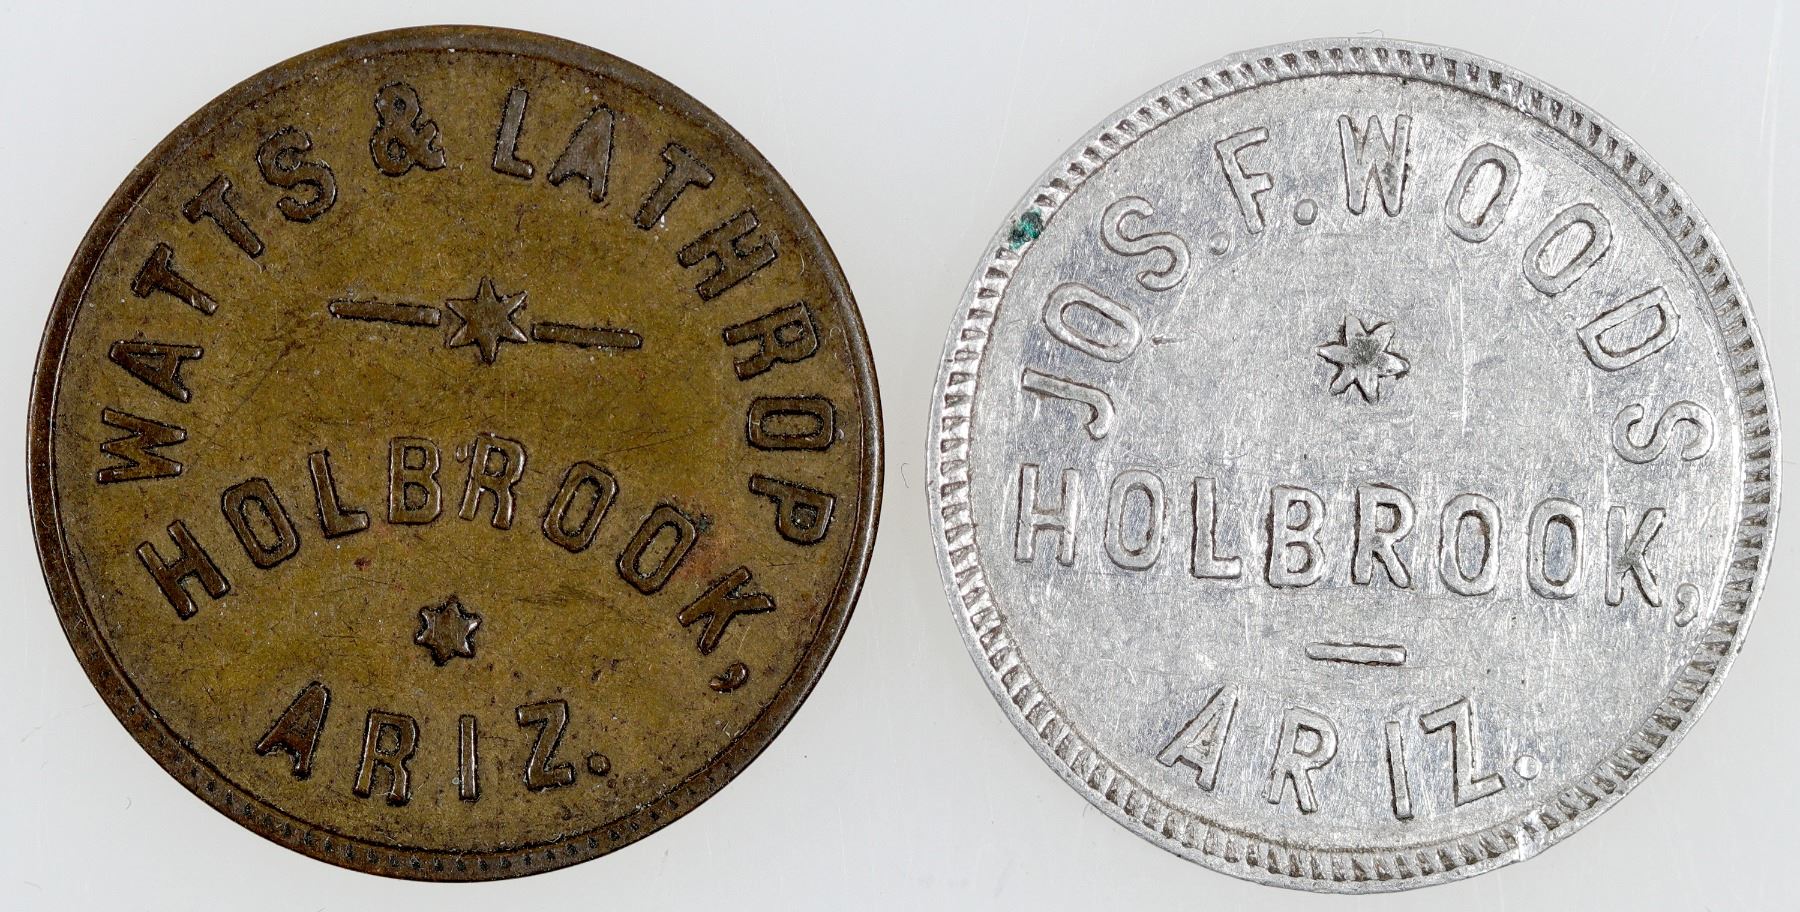 WATTS & LATHROP
HOLBROOK,
ARIZ.
JOS. F. WOODS
HOLBROOK,
ARIZ.